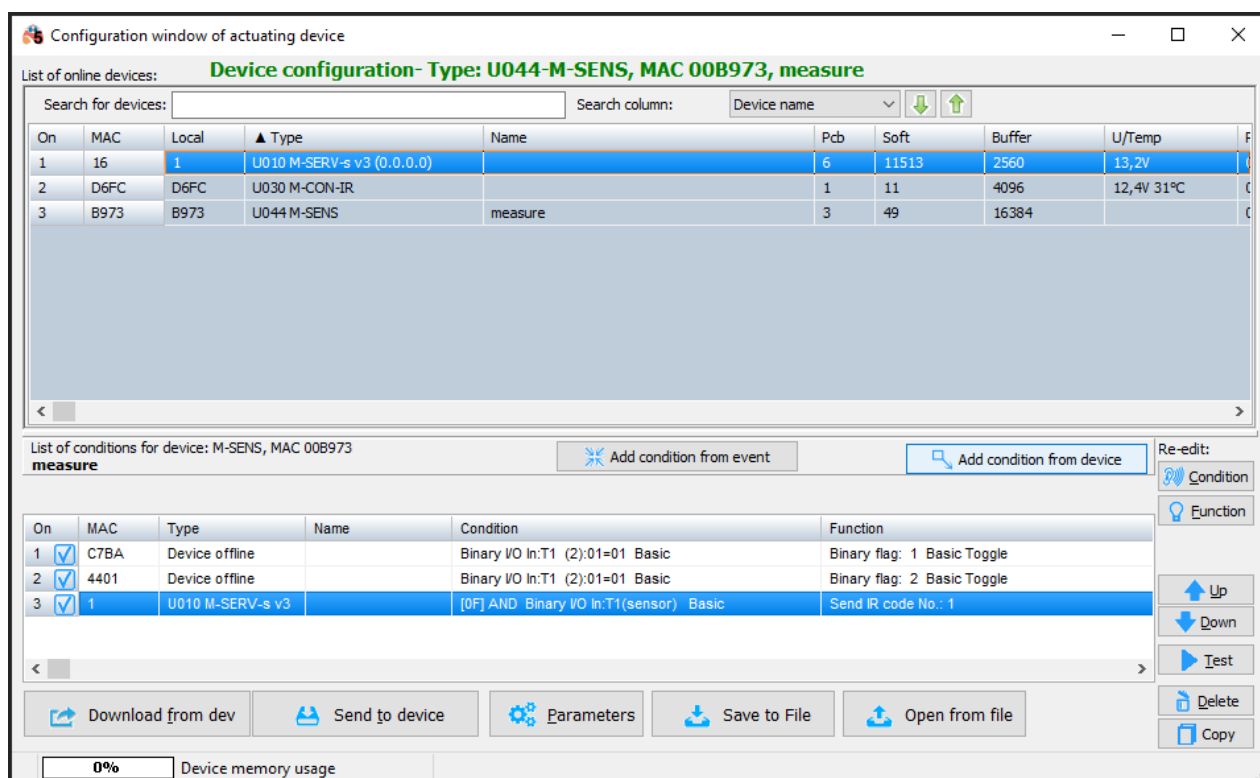 Configuration window of actuating device
List of online devices: Device configuration- Type: U044-M-SENS, MAC 00B973, measure
Search for devices: Search column: Device name
On MAC Local ▲ Type Name Pcb Soft Buffer U/Temp
1 16 1 U010 M-SERV-s v3 (0.0.0.0) 6 11513 2560 13,2V
2 D6FC D6FC U030 M-CON-IR 1 11 4096 12,4V 31ºC
3 B973 B973 U044 M-SENS measure 3 49 16384
List of conditions for device: M-SENS, MAC 00B973
measure
Add condition from event
Add condition from device
Re-edit:
Condition
Function
On MAC Type Name Condition Function
1 C7BA Device offline Binary I/O In:T1 (2):01=01 Basic Binary flag: 1 Basic Toggle
2 4401 Device offline Binary I/O In:T1 (2):01=01 Basic Binary flag: 2 Basic Toggle
3 1 U010 M-SERV-s v3 [0F] AND Binary I/O In:T1(sensor) Basic Send IR code No.: 1
Up
Down
Test
Delete
Copy
Download from dev Send to device Parameters Save to File Open from file
0% Device memory usage